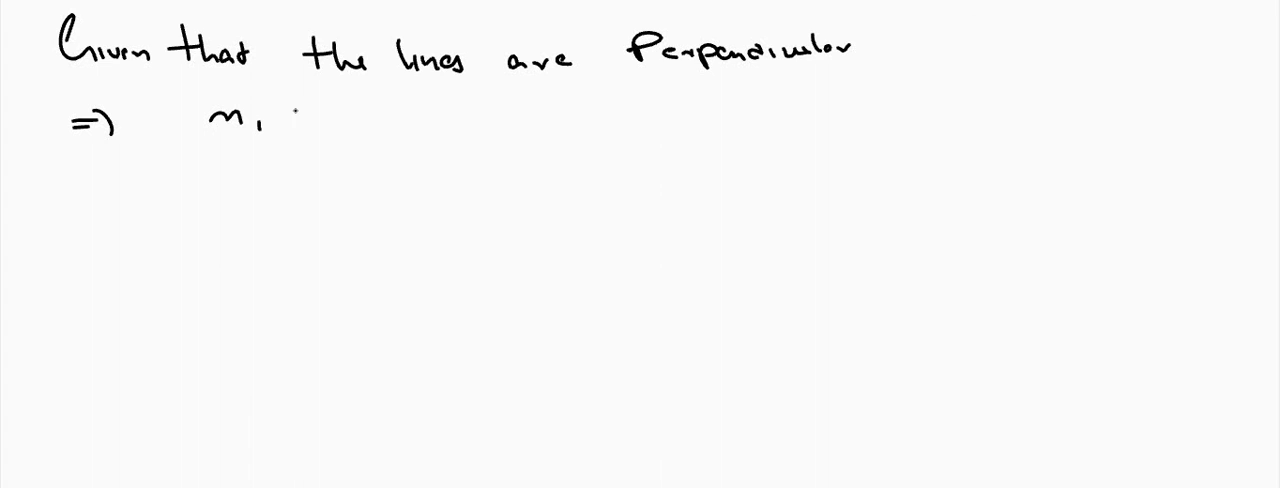 Given that the lines are Perpendicular
=> m₁